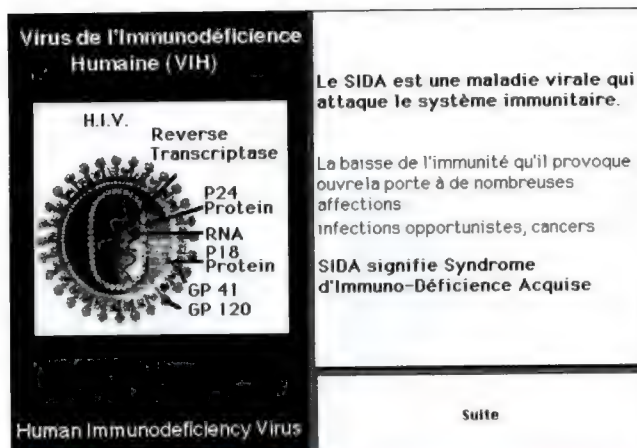 Virus de l'Immunodéficience
Humaine (VIH)
H.I.V.
Reverse
Transcriptase
P24
Protein
RNA
P18
Protein
GP 41
GP 120
Human Immunodeficiency Virus
Le SIDA est une maladie virale qui
attaque le système immunitaire.
La baisse de l'immunité qu'il provoque
ouvre la porte à de nombreuses
affections
infections opportunistes, cancers
SIDA signifie Syndrome
d'Immuno-Déficience Acquise
Suite